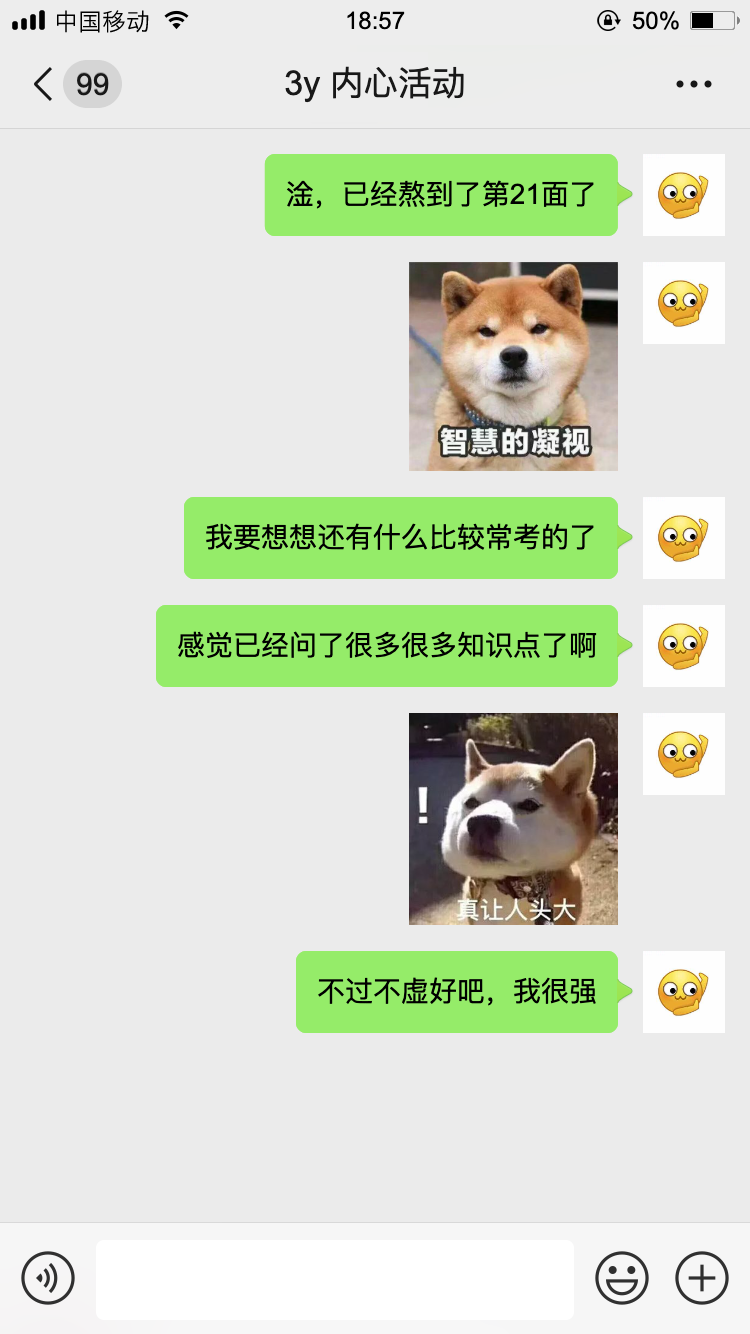 中国移动 18:57 50%
99 3y 内心活动
淦，已经熬到了第21面了
智慧的凝视
我要想想还有什么比较常考的了
感觉已经问了很多很多知识点了啊
!
真让人头大
不过不虚好吧，我很强